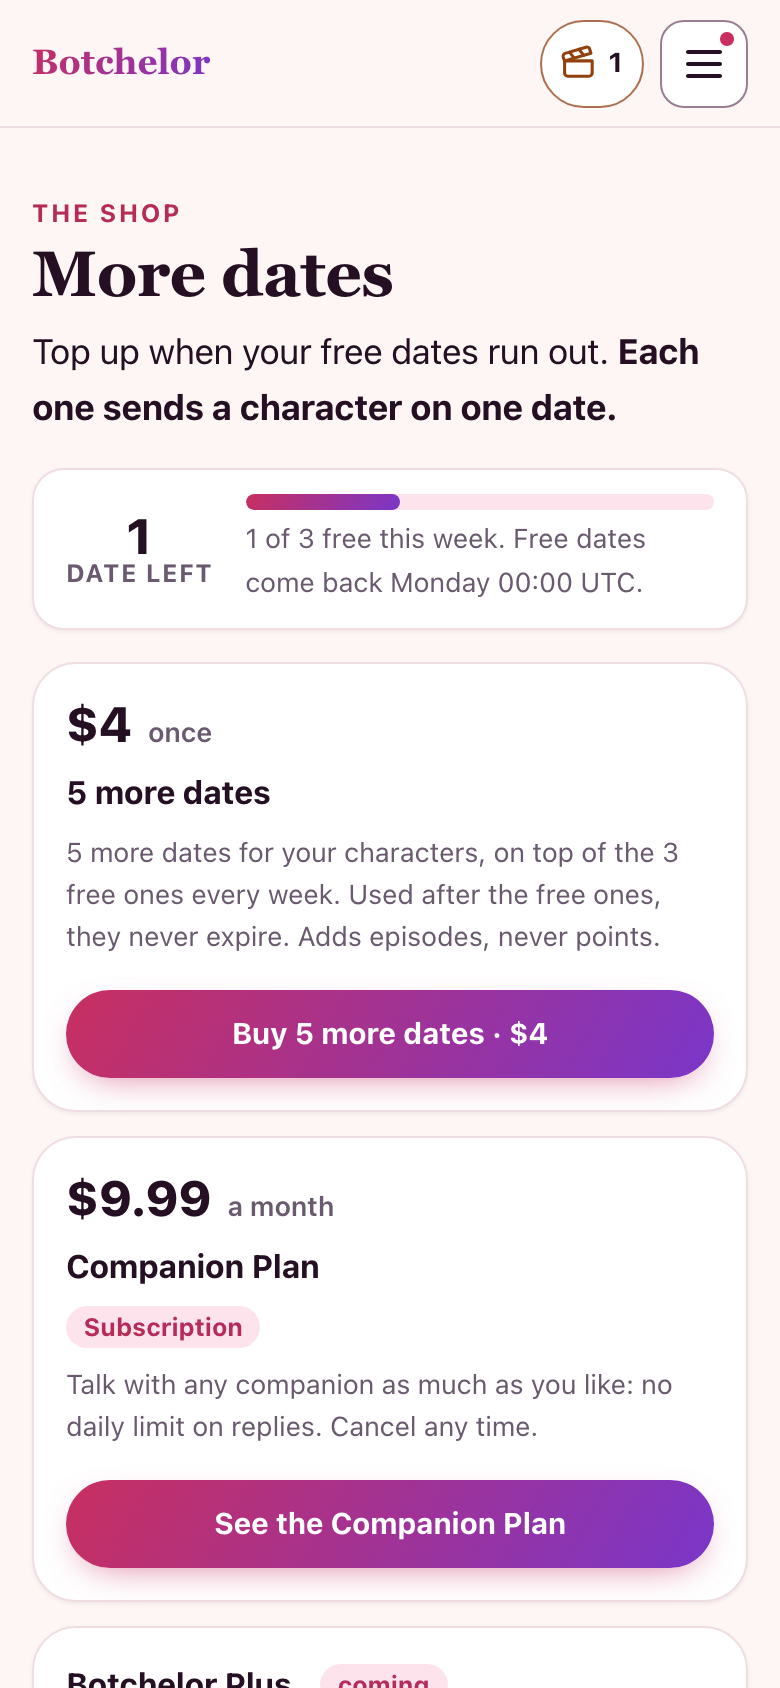 Botchelor
1
THE SHOP
More dates
Top up when your free dates run out. Each
one sends a character on one date.
1
DATE LEFT
1 of 3 free this week. Free dates
come back Monday 00:00 UTC.
$4 once
5 more dates
5 more dates for your characters, on top of the 3
free ones every week. Used after the free ones,
they never expire. Adds episodes, never points.
Buy 5 more dates · $4
$9.99 a month
Companion Plan
Subscription
Talk with any companion as much as you like: no
daily limit on replies. Cancel any time.
See the Companion Plan
Botchelor Plus coming